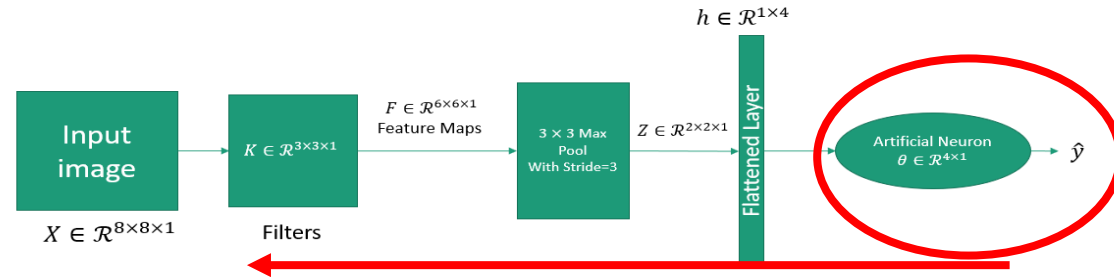 Input
image
X ∈ ℛ^{8×8×1}
K ∈ ℛ^{3×3×1}
Filters
F ∈ ℛ^{6×6×1}
Feature Maps
3 × 3 Max
Pool
With Stride=3
Z ∈ ℛ^{2×2×1}
h ∈ ℛ^{1×4}
Flattened Layer
Artificial Neuron
θ ∈ ℛ^{4×1}
ŷ